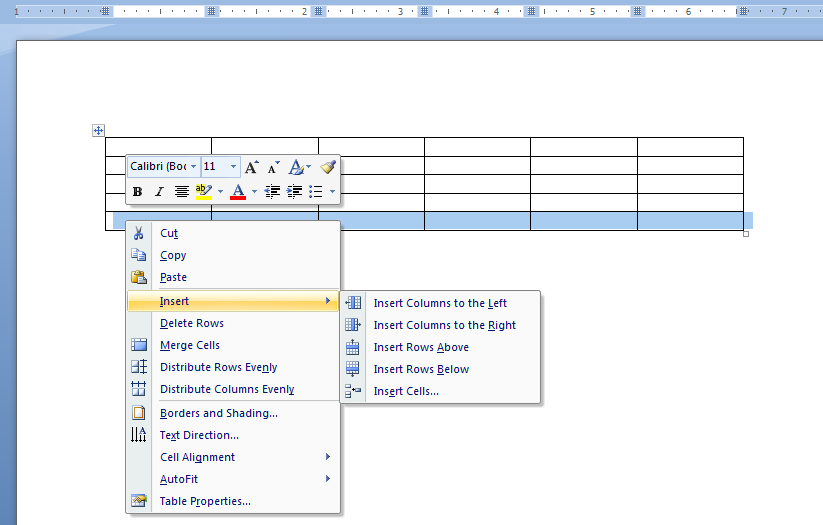 1 2 3 4 5 6 7
Calibri (Boc 11 A A A
B I ab A
Cut
Copy
Paste
Insert
Delete Rows
Merge Cells
Distribute Rows Evenly
Distribute Columns Evenly
Borders and Shading...
Text Direction...
Cell Alignment
AutoFit
Table Properties...
Insert Columns to the Left
Insert Columns to the Right
Insert Rows Above
Insert Rows Below
Insert Cells...